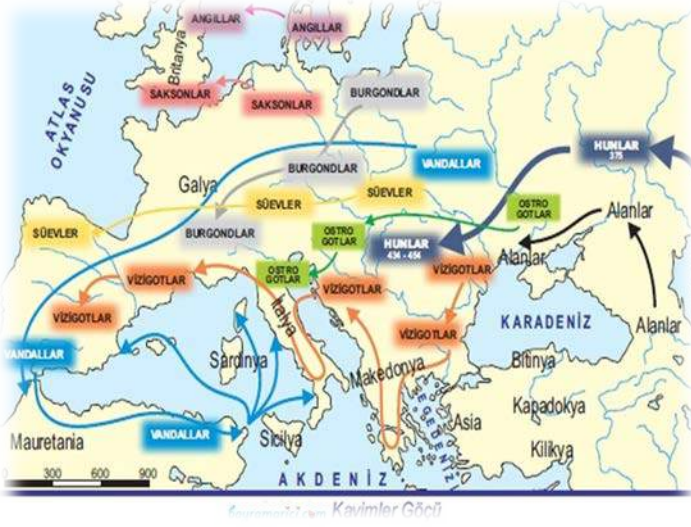 ANGILLAR
ANGILLAR
Britanya
ATLAS
OKYANUSU
SAKSONLAR
SAKSONLAR
BURGONDLAR
HUNLAR
375
VANDALLAR
BURGONDLAR
Galya
SÜEVLER
SÜEVLER
SÜEVLER
OSTRO
GOTLAR
Alanlar
BURGONDLAR
OSTRO
GOTLAR
HUNLAR
434 - 454
Alanlar
OSTRO
GOTLAR
VİZİGOTLAR
VİZİGOTLAR
VİZİGOTLAR
VİZİGOTLAR
İtalya
VİZİGOTLAR
KARADENİZ
Alanlar
VANDALLAR
Sardinya
Makedonya
Bitinya
EGE DENİZ
Asia
Kapadokya
Mauretania
VANDALLAR
Sicilya
Kilikya
0 300 600 900
AKDENİZ
Kavimler Göçü